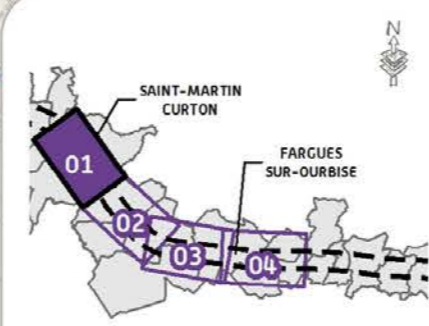 N
SAINT-MARTIN
CURTON
01
FARGUES
SUR-OURBISE
02
03
04